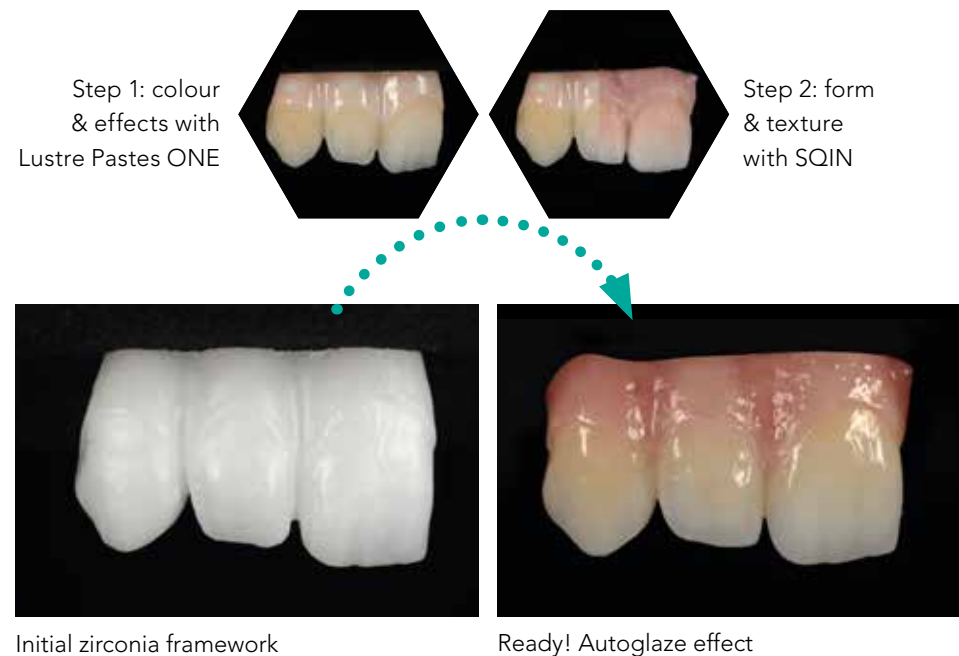 Step 1: colour
& effects with
Lustre Pastes ONE
Step 2: form
& texture
with SQIN
Initial zirconia framework
Ready! Autoglaze effect